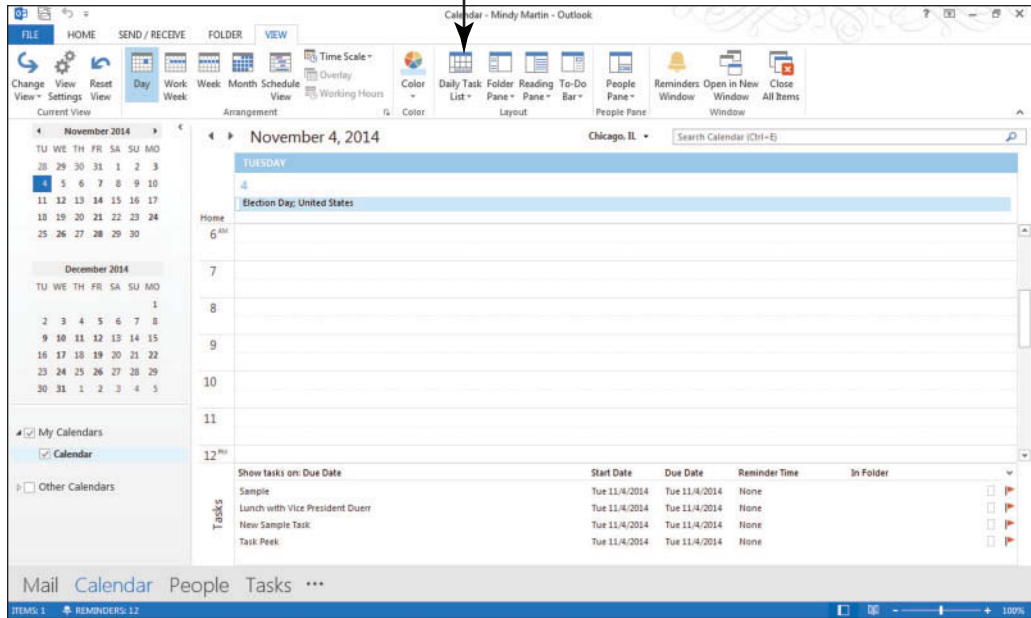 Calendar - Mindy Martin - Outlook
FILE HOME SEND / RECEIVE FOLDER VIEW
Change View View Settings Reset View Day Work Week Week Month Schedule View Time Scale Overlay Working Hours Color Daily Task List Folder Pane Reading Pane To-Do Bar People Pane Reminders Window Open in New Window Close All Items
Current View Arrangement Color Layout People Pane Window
November 2014
TU WE TH FR SA SU MO
28 29 30 31 1 2 3
4 5 6 7 8 9 10
11 12 13 14 15 16 17
18 19 20 21 22 23 24
25 26 27 28 29 30
December 2014
TU WE TH FR SA SU MO
1
2 3 4 5 6 7 8
9 10 11 12 13 14 15
16 17 18 19 20 21 22
23 24 25 26 27 28 29
30 31 1 2 3 4 5
My Calendars
Calendar
Other Calendars
November 4, 2014 Chicago, IL Search Calendar (Ctrl+E)
TUESDAY
4
Election Day; United States
Home
6 AM
7
8
9
10
11
12 PM
Tasks
Show tasks on: Due Date Start Date Due Date Reminder Time In Folder
Sample Tue 11/4/2014 Tue 11/4/2014 None
Lunch with Vice President Duerr Tue 11/4/2014 Tue 11/4/2014 None
New Sample Task Tue 11/4/2014 Tue 11/4/2014 None
Task Peek Tue 11/4/2014 Tue 11/4/2014 None
Mail Calendar People Tasks •••
ITEMS: 1 REMINDERS: 12 100%